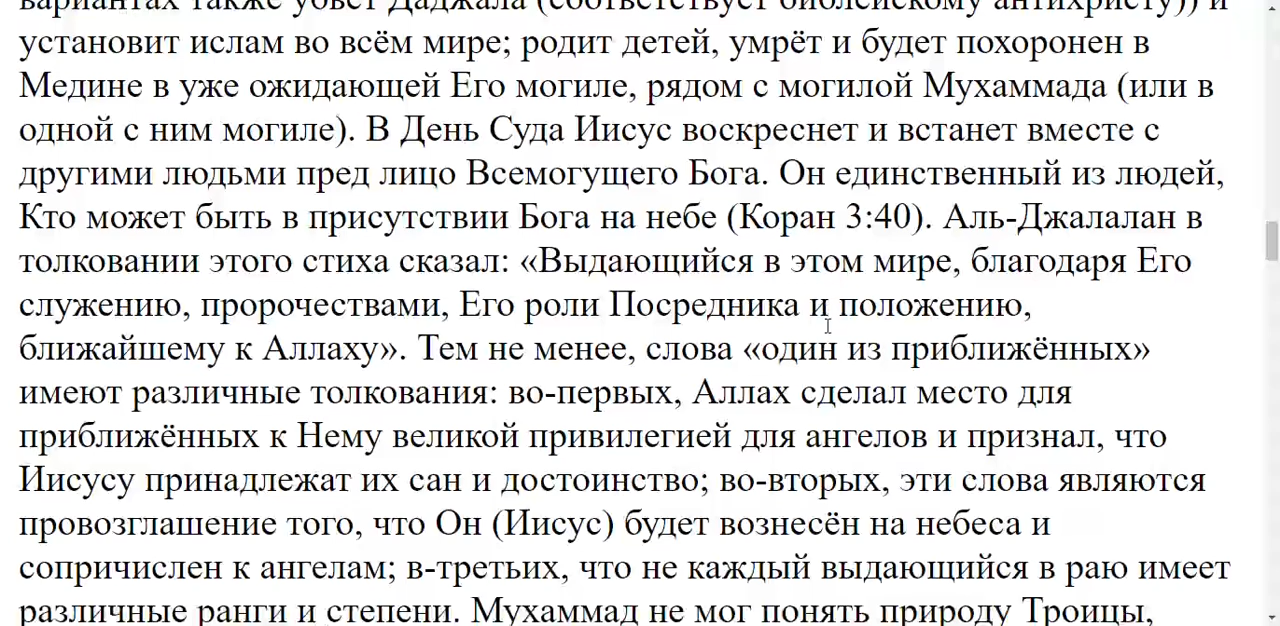 вариантах также убьёт Даджала (соответствует библейскому антихристу)) и
установит ислам во всём мире; родит детей, умрёт и будет похоронен в
Медине в уже ожидающей Его могиле, рядом с могилой Мухаммада (или в
одной с ним могиле). В День Суда Иисус воскреснет и встанет вместе с
другими людьми пред лицо Всемогущего Бога. Он единственный из людей,
Кто может быть в присутствии Бога на небе (Коран 3:40). Аль-Джалалан в
толковании этого стиха сказал: «Выдающийся в этом мире, благодаря Его
служению, пророчествами, Его роли Посредника и положению,
ближайшему к Аллаху». Тем не менее, слова «один из приближённых»
имеют различные толкования: во-первых, Аллах сделал место для
приближённых к Нему великой привилегией для ангелов и признал, что
Иисусу принадлежат их сан и достоинство; во-вторых, эти слова являются
провозглашение того, что Он (Иисус) будет вознесён на небеса и
сопричислен к ангелам; в-третьих, что не каждый выдающийся в раю имеет
различные ранги и степени. Мухаммад не мог понять природу Троицы,